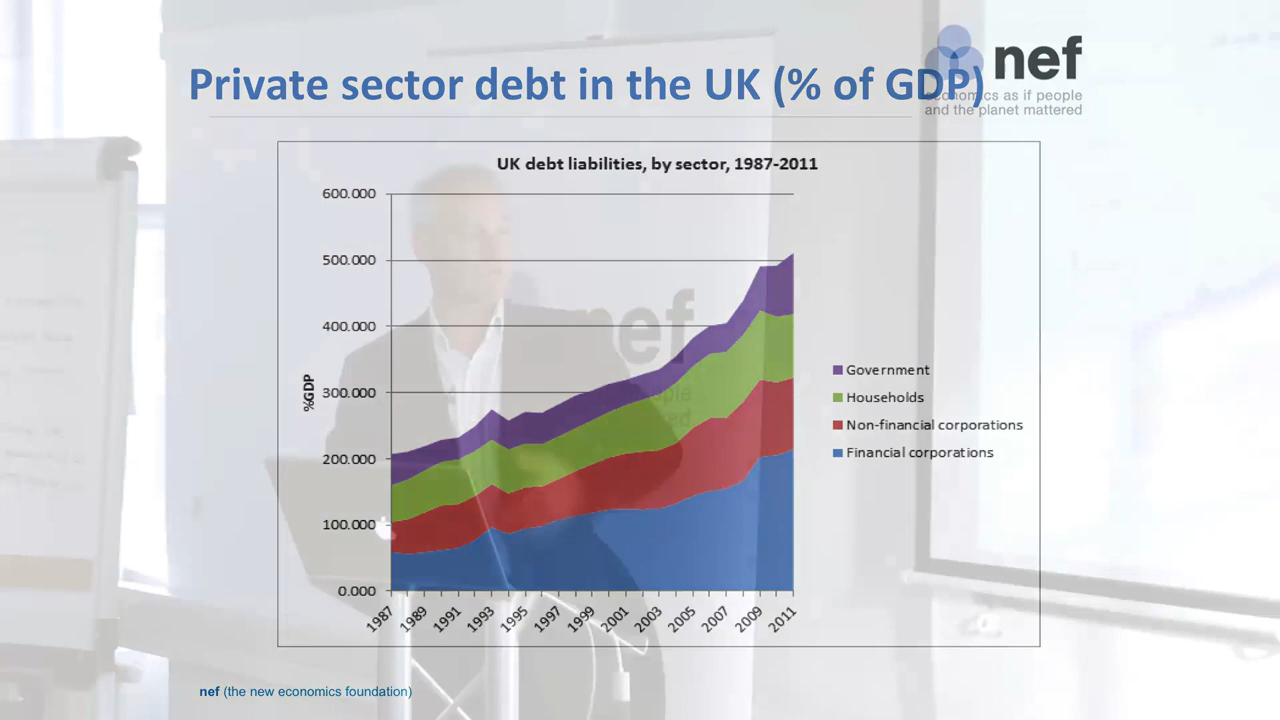 Private sector debt in the UK (% of GDP)
nef
economics as if people
and the planet mattered
UK debt liabilities, by sector, 1987-2011
600.000
500.000
400.000
300.000
200.000
100.000
0.000
%GDP
1987
1989
1991
1993
1995
1997
1999
2001
2003
2005
2007
2009
2011
Government
Households
Non-financial corporations
Financial corporations
nef
nef (the new economics foundation)